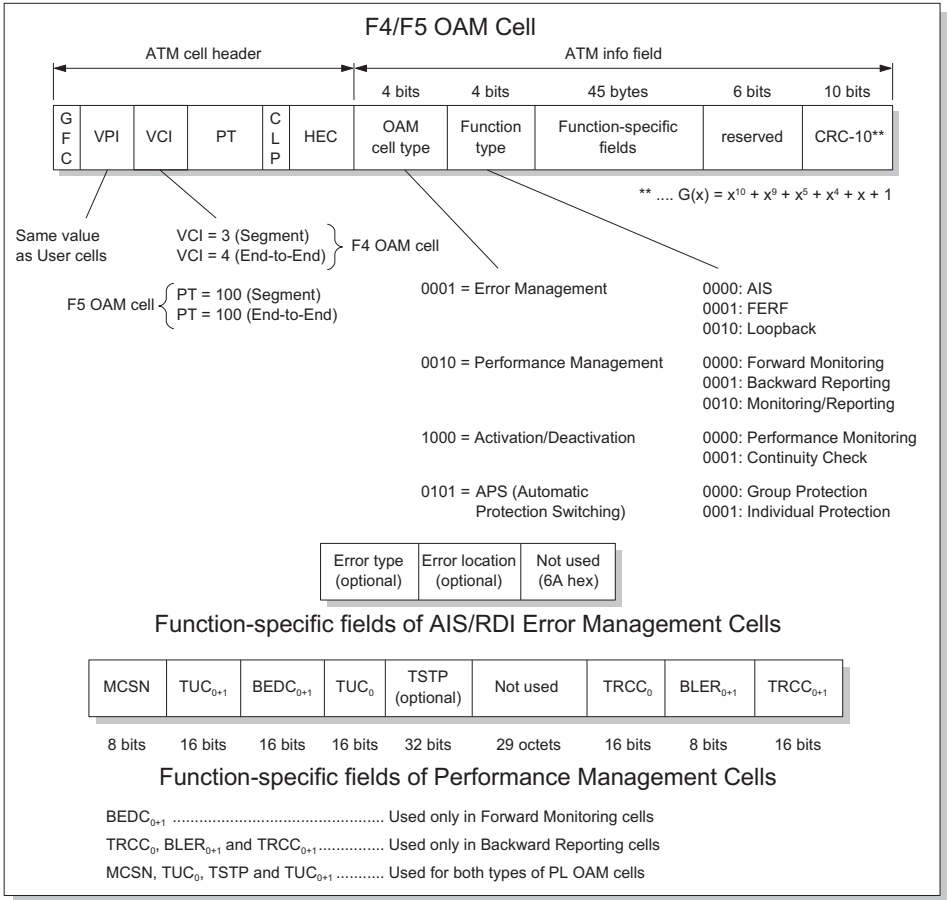 F4/F5 OAM Cell
ATM cell header
ATM info field
4 bits
4 bits
45 bytes
6 bits
10 bits
GFC
VPI
VCI
PT
CLP
HEC
OAM
cell type
Function
type
Function-specific
fields
reserved
CRC-10**
** .... G(x) = x¹⁰ + x⁹ + x⁵ + x⁴ + x + 1
Same value
as User cells
VCI = 3 (Segment)
VCI = 4 (End-to-End)
F4 OAM cell
F5 OAM cell
PT = 100 (Segment)
PT = 100 (End-to-End)
0001 = Error Management
0000: AIS
0001: FERF
0010: Loopback
0010 = Performance Management
0000: Forward Monitoring
0001: Backward Reporting
0010: Monitoring/Reporting
1000 = Activation/Deactivation
0000: Performance Monitoring
0001: Continuity Check
0101 = APS (Automatic
Protection Switching)
0000: Group Protection
0001: Individual Protection
Error type
(optional)
Error location
(optional)
Not used
(6A hex)
Function-specific fields of AIS/RDI Error Management Cells
MCSN
TUC₀₊₁
BEDC₀₊₁
TUC₀
TSTP
(optional)
Not used
TRCC₀
BLER₀₊₁
TRCC₀₊₁
8 bits
16 bits
16 bits
16 bits
32 bits
29 octets
16 bits
8 bits
16 bits
Function-specific fields of Performance Management Cells
BEDC₀₊₁ ................................................ Used only in Forward Monitoring cells
TRCC₀, BLER₀₊₁ and TRCC₀₊₁ ............... Used only in Backward Reporting cells
MCSN, TUC₀, TSTP and TUC₀₊₁ ........... Used for both types of PL OAM cells